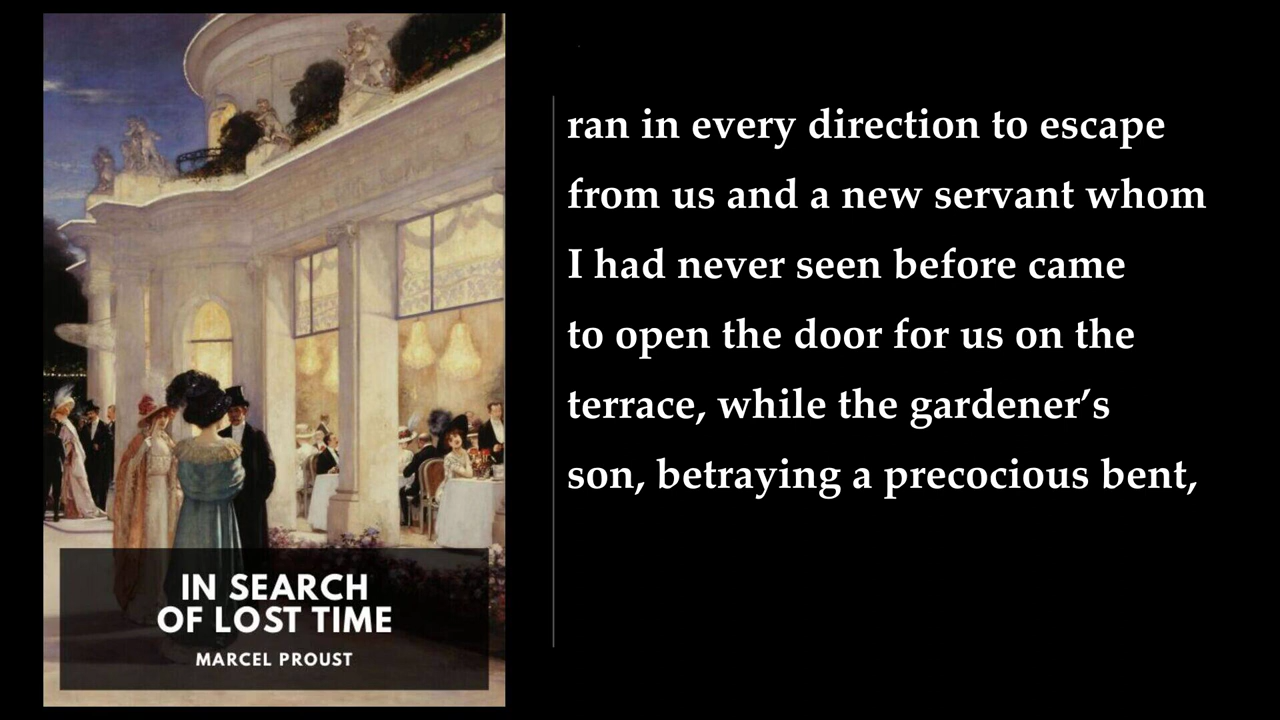 IN SEARCH
OF LOST TIME
MARCEL PROUST
ran in every direction to escape
from us and a new servant whom
I had never seen before came
to open the door for us on the
terrace, while the gardener’s
son, betraying a precocious bent,